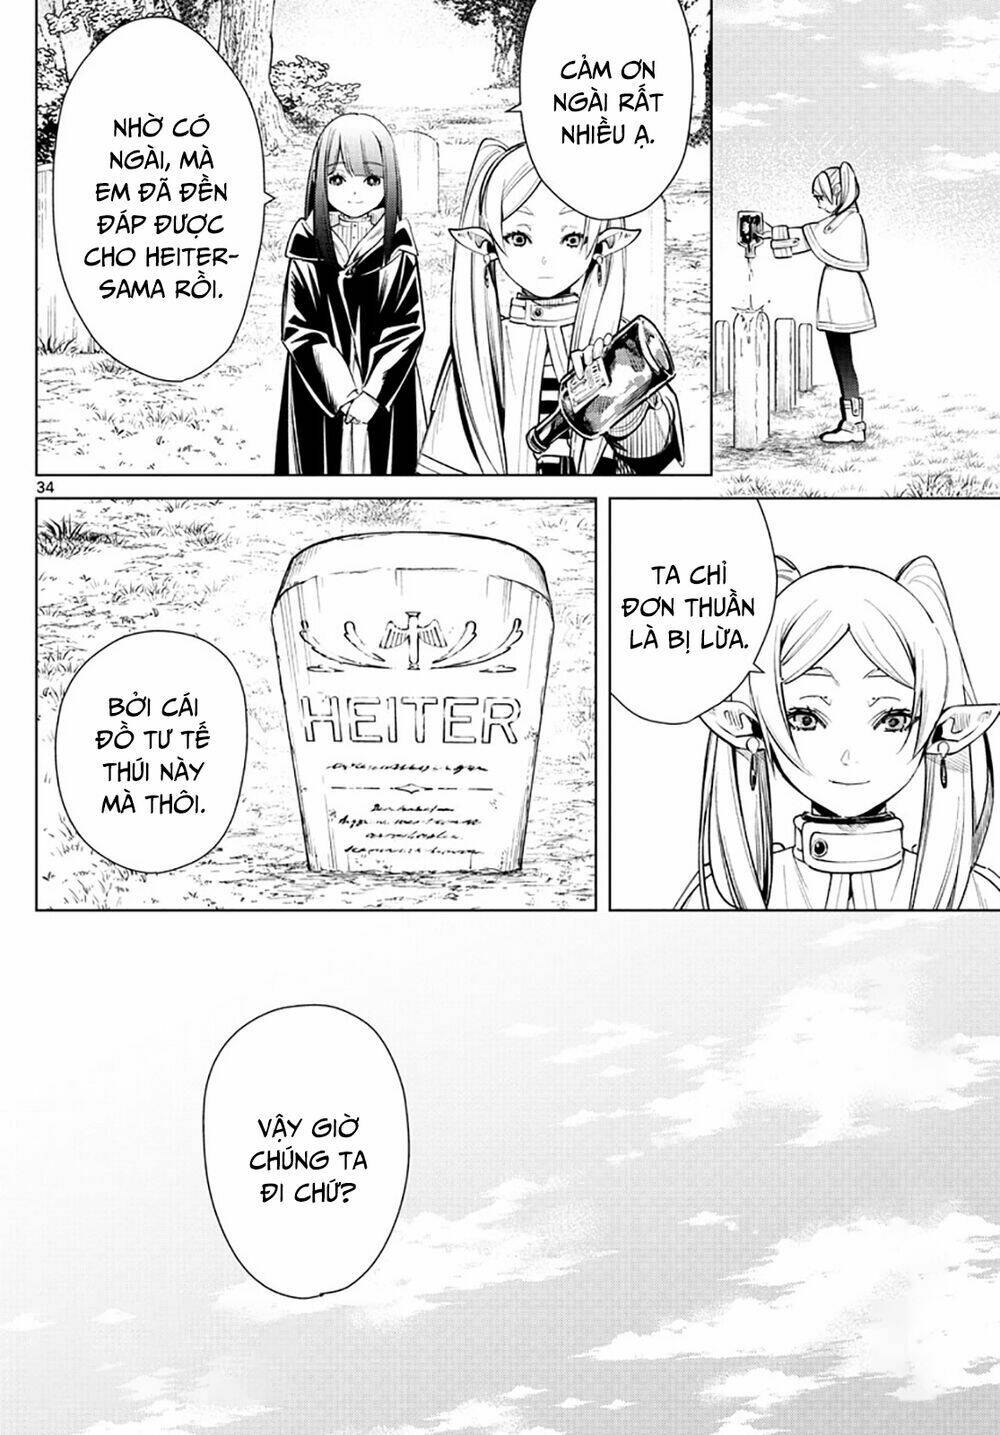 CẢM ƠN
NGÀI RẤT
NHIỀU Ạ.
NHỜ CÓ
NGÀI, MÀ
EM ĐÃ ĐỀN
ĐÁP ĐƯỢC
CHO HEITER-
SAMA RỒI.
34
TA CHỈ
ĐƠN THUẦN
LÀ BỊ LỪA.
HEITER
BỞI CÁI
ĐỒ TƯ TẾ
THÚI NÀY
MÀ THÔI.
VẬY GIỜ
CHÚNG TA
ĐI CHỨ?